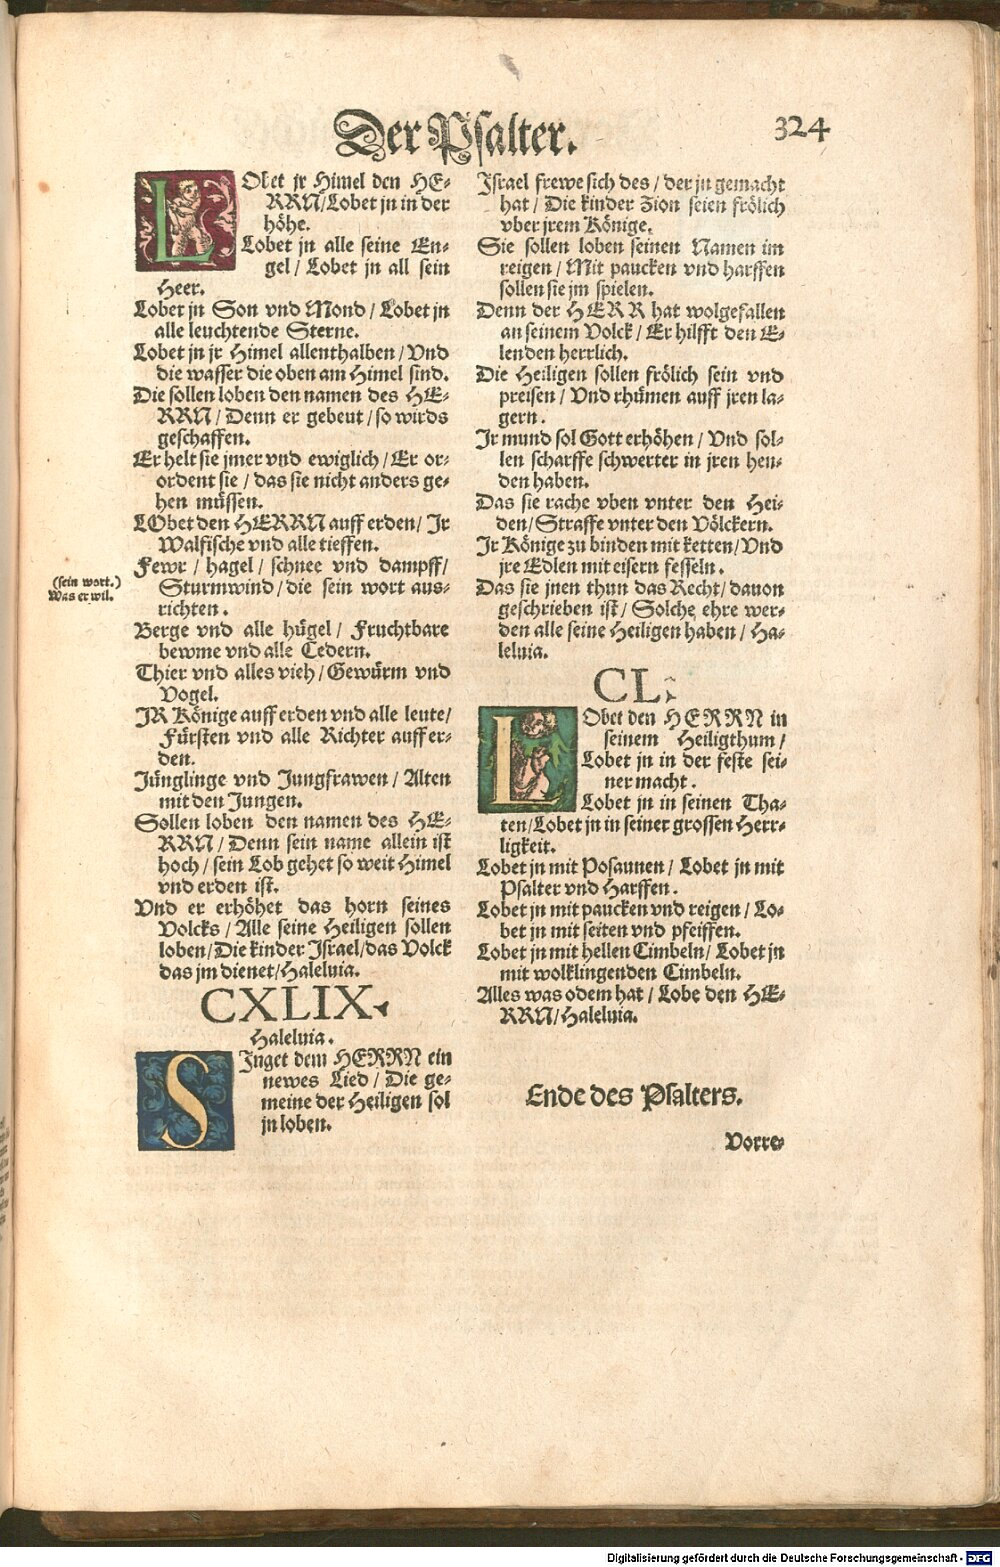 Der Psalter.
324
LObet jr Himel den HE-
RRN/Lobet jn in der
höhe.
Lobet jn alle seine En-
gel / Lobet jn all sein
Heer.
Lobet jn Son vnd Mond / Lobet jn
alle leuchtende Sterne.
Lobet jn jr Himel allenthalben / Vnd
die wasser die oben am Himel sind.
Die sollen loben den namen des HE-
RRN / Denn er gebeut / so wirds
geschaffen.
Er helt sie jmer vnd ewiglich / Er or-
ordent sie / das sie nicht anders ge-
hen müssen.
LObet den HERRN auff erden / Jr
Walfische vnd alle tieffen.
Fewr / hagel / schnee vnd dampff/
Sturmwind / die sein wort aus-
richten.
(sein wort.)
Was er wil.
Berge vnd alle hügel / Fruchtbare
bewme vnd alle Cedern.
Thier vnd alles vieh / Gewürm vnd
Vogel.
JR Könige auff erden vnd alle leute/
Fürsten vnd alle Richter auff er-
den.
Jünglinge vnd Jungfrawen / Alten
mit den Jungen.
Sollen loben den namen des HE-
RRN / Denn sein name allein ist
hoch / sein Lob gehet so weit Himel
vnd erden ist.
Vnd er erhöhet das horn seines
Volcks / Alle seine Heiligen sollen
loben / Die kinder Jsrael/das Volck
das jm dienet/Haleluia.
CXLIX.
Haleluia.
SJnget dem HERRN ein
newes Lied / Die ge-
meine der Heiligen sol
jn loben.
Jsrael frewe sich des / der jn gemacht
hat / Die kinder Zion seien frölich
vber jrem Könige.
Sie sollen loben seinen Namen im
reigen / Mit paucken vnd harffen
sollen sie jm spielen.
Denn der HERR hat wolgefallen
an seinem Volck / Er hilfft den E-
lenden herrlich.
Die Heiligen sollen frölich sein vnd
preisen / Vnd rhümen auff jren la-
gern.
Jr mund sol Gott erhöhen / Vnd sol-
len scharffe schwerter in jren hen-
den haben.
Das sie rache vben vnter den Hei-
den/Straffe vnter den Völckern.
Jr Könige zu binden mit ketten/Vnd
jre Edlen mit eisern fesseln.
Das sie jnen thun das Recht/dauon
geschrieben ist / Solche ehre wer-
den alle seine Heiligen haben / Ha-
leluia.
CL.
LObet den HERRN in
seinem Heiligthum /
Lobet jn in der feste sei-
ner macht.
Lobet jn in seinen Tha-
ten/Lobet jn in seiner grossen Herr-
ligkeit.
Lobet jn mit Posaunen / Lobet jn mit
Psalter vnd Harffen.
Lobet jn mit paucken vnd reigen / Lo-
bet jn mit seiten vnd pfeiffen.
Lobet jn mit hellen Cimbeln/ Lobet jn
mit wolklingenden Cimbeln.
Alles was odem hat / Lobe den HE-
RRN/Haleluia.
Ende des Psalters.
Vorre-
Digitalisierung gefördert durch die Deutsche Forschungsgemeinschaft - DFG